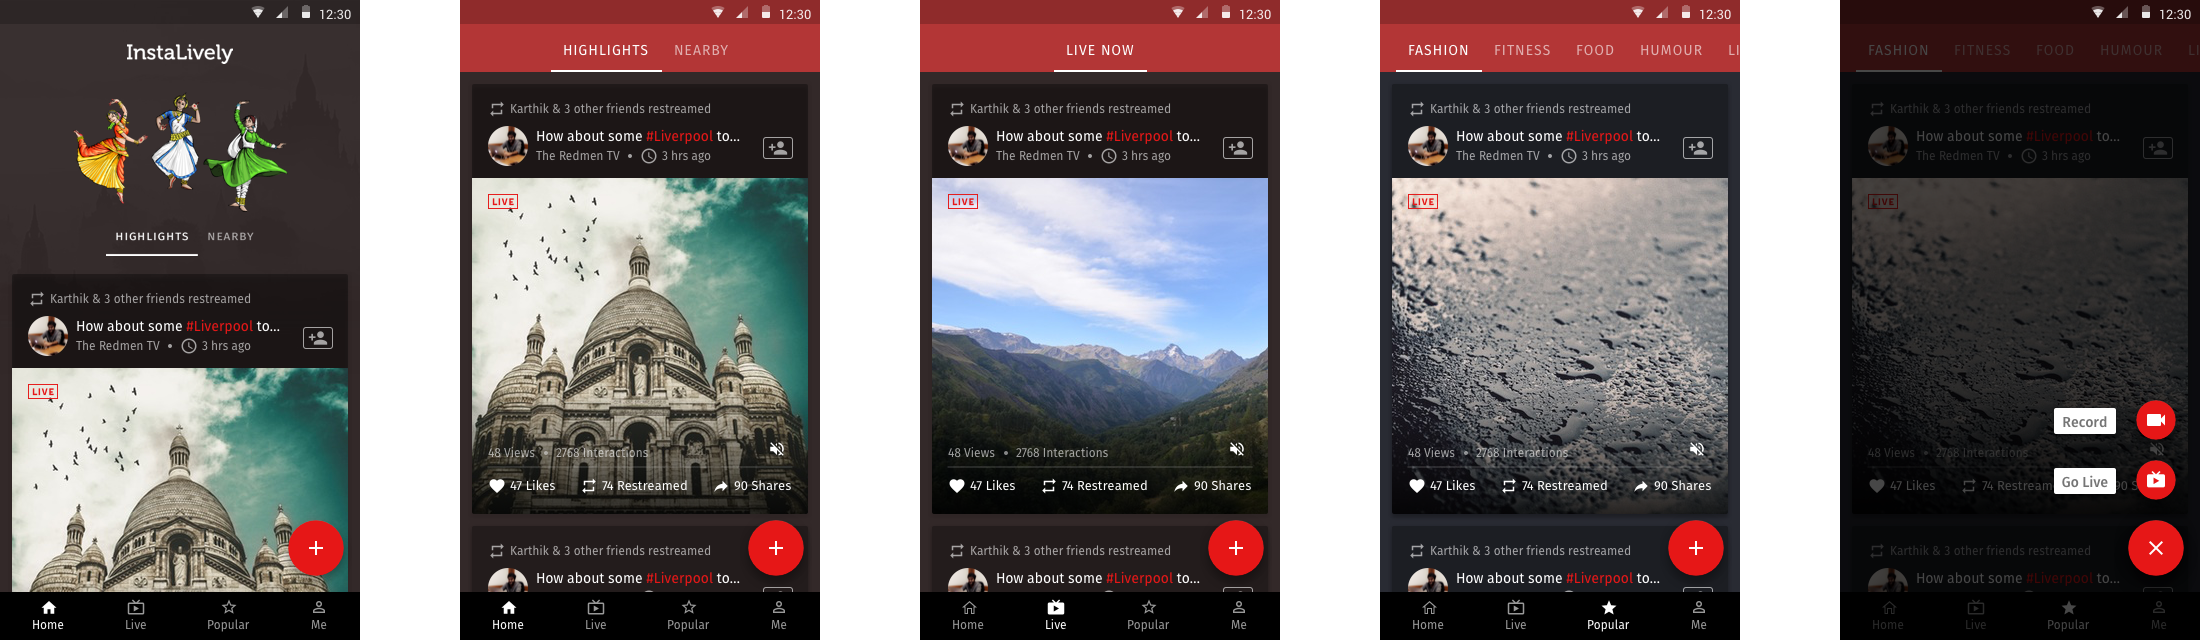 12:30
InstaLively
HIGHLIGHTS NEARBY
Karthik & 3 other friends restreamed
How about some #Liverpool to...
The Redmen TV • 3 hrs ago
LIVE
Home Live Popular Me
12:30
HIGHLIGHTS NEARBY
Karthik & 3 other friends restreamed
How about some #Liverpool to...
The Redmen TV • 3 hrs ago
LIVE
48 Views • 2768 Interactions
47 Likes 74 Restreamed 90 Shares
Karthik & 3 other friends restreamed
How about some #Liverpool to...
Home Live Popular Me
12:30
LIVE NOW
Karthik & 3 other friends restreamed
How about some #Liverpool to...
The Redmen TV • 3 hrs ago
LIVE
48 Views • 2768 Interactions
47 Likes 74 Restreamed 90 Shares
Karthik & 3 other friends restreamed
How about some #Liverpool to...
Home Live Popular Me
12:30
FASHION FITNESS FOOD HUMOUR LI
Karthik & 3 other friends restreamed
How about some #Liverpool to...
The Redmen TV • 3 hrs ago
LIVE
48 Views • 2768 Interactions
47 Likes 74 Restreamed 90 Shares
Karthik & 3 other friends restreamed
How about some #Liverpool to...
Home Live Popular Me
12:30
FASHION FITNESS FOOD HUMOUR LI
Karthik & 3 other friends restreamed
How about some #Liverpool to...
The Redmen TV • 3 hrs ago
LIVE
Record
48 Views • 2768 Interactions
Go Live
47 Likes 74 Restream 90 S
Karthik & 3 other friends restreamed
How about some #Liverpool to...
Home Live Popular Me